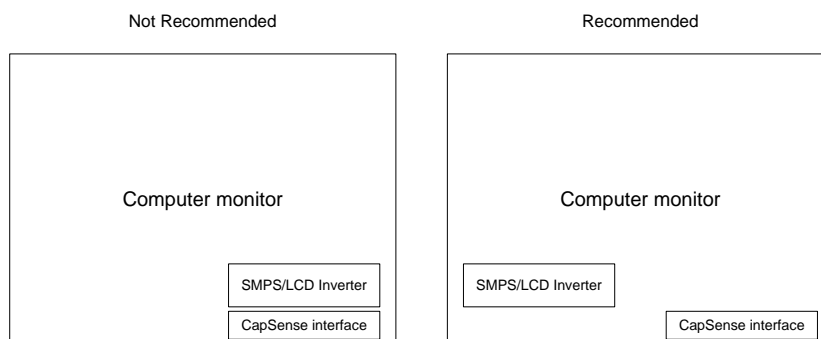 Not Recommended
Recommended
Computer monitor
Computer monitor
SMPS/LCD Inverter
CapSense interface
SMPS/LCD Inverter
CapSense interface